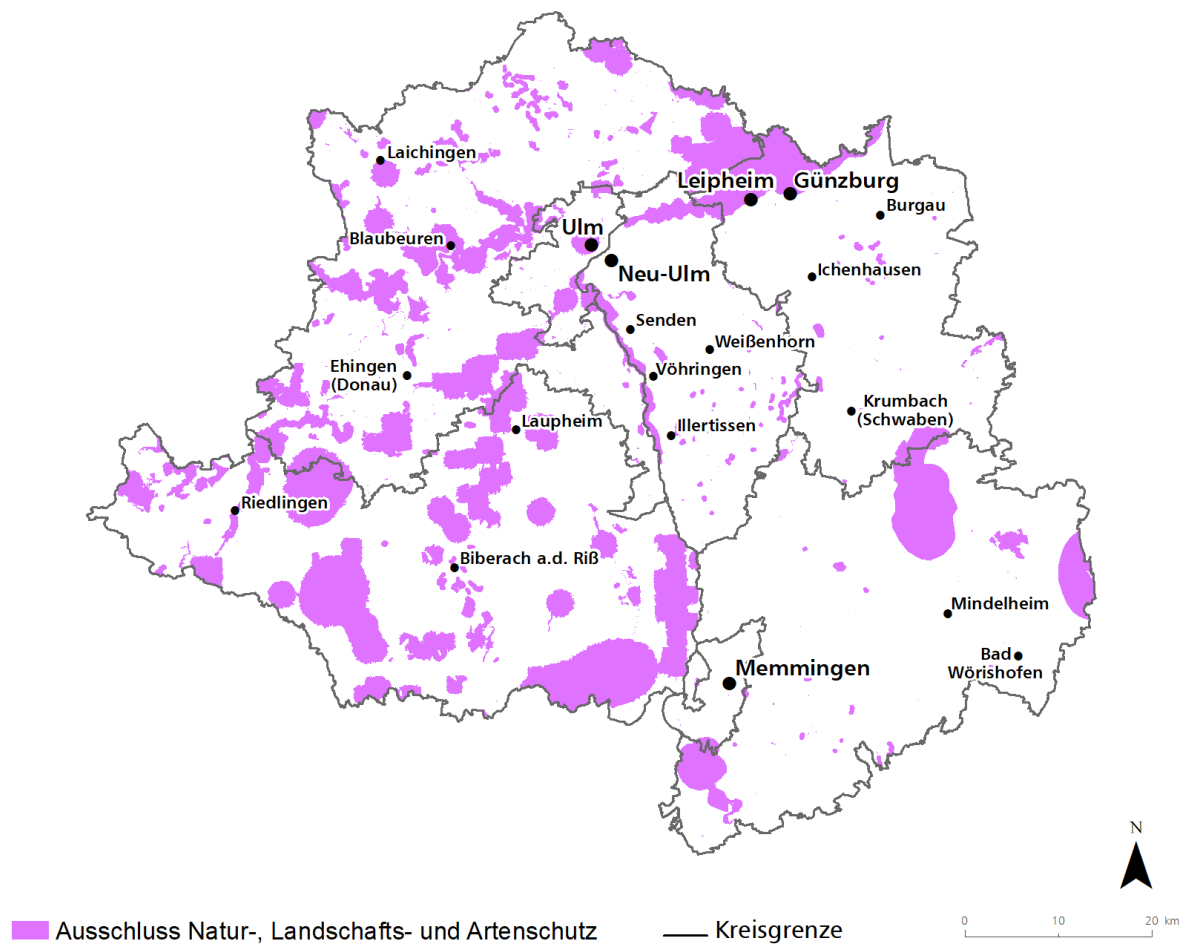 Laichingen
Leipheim
Günzburg
Burgau
Blaubeuren
Ulm
Neu-Ulm
Ichenhausen
Senden
Weißenhorn
Ehingen
(Donau)
Vöhringen
Krumbach
(Schwaben)
Laupheim
Illertissen
Riedlingen
Biberach a.d. Riß
Mindelheim
Bad
Wörishofen
Memmingen
N
Ausschluss Natur-, Landschafts- und Artenschutz
Kreisgrenze
0 10 20 km